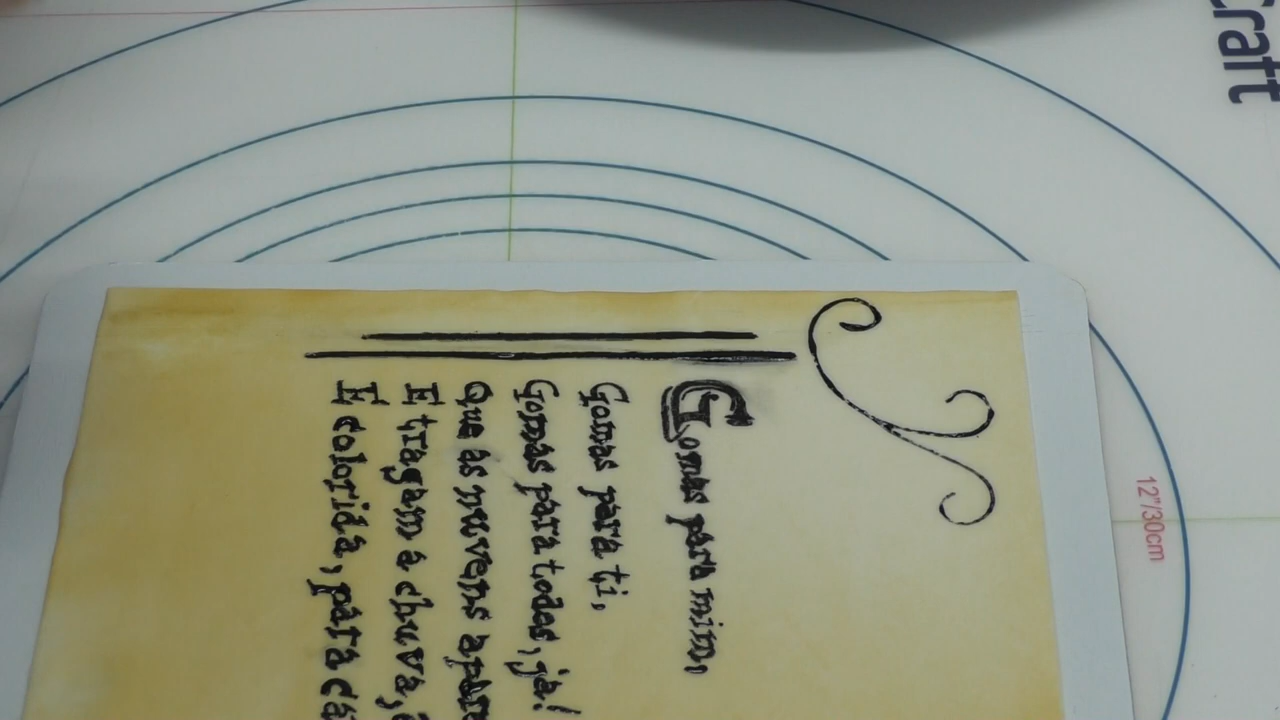 Gomas para mim,
Gomas para ti,
Gomas para todos, já!
Que as nuvens
E tragam a chuva,
E colorida, para
Craft
12"/30cm